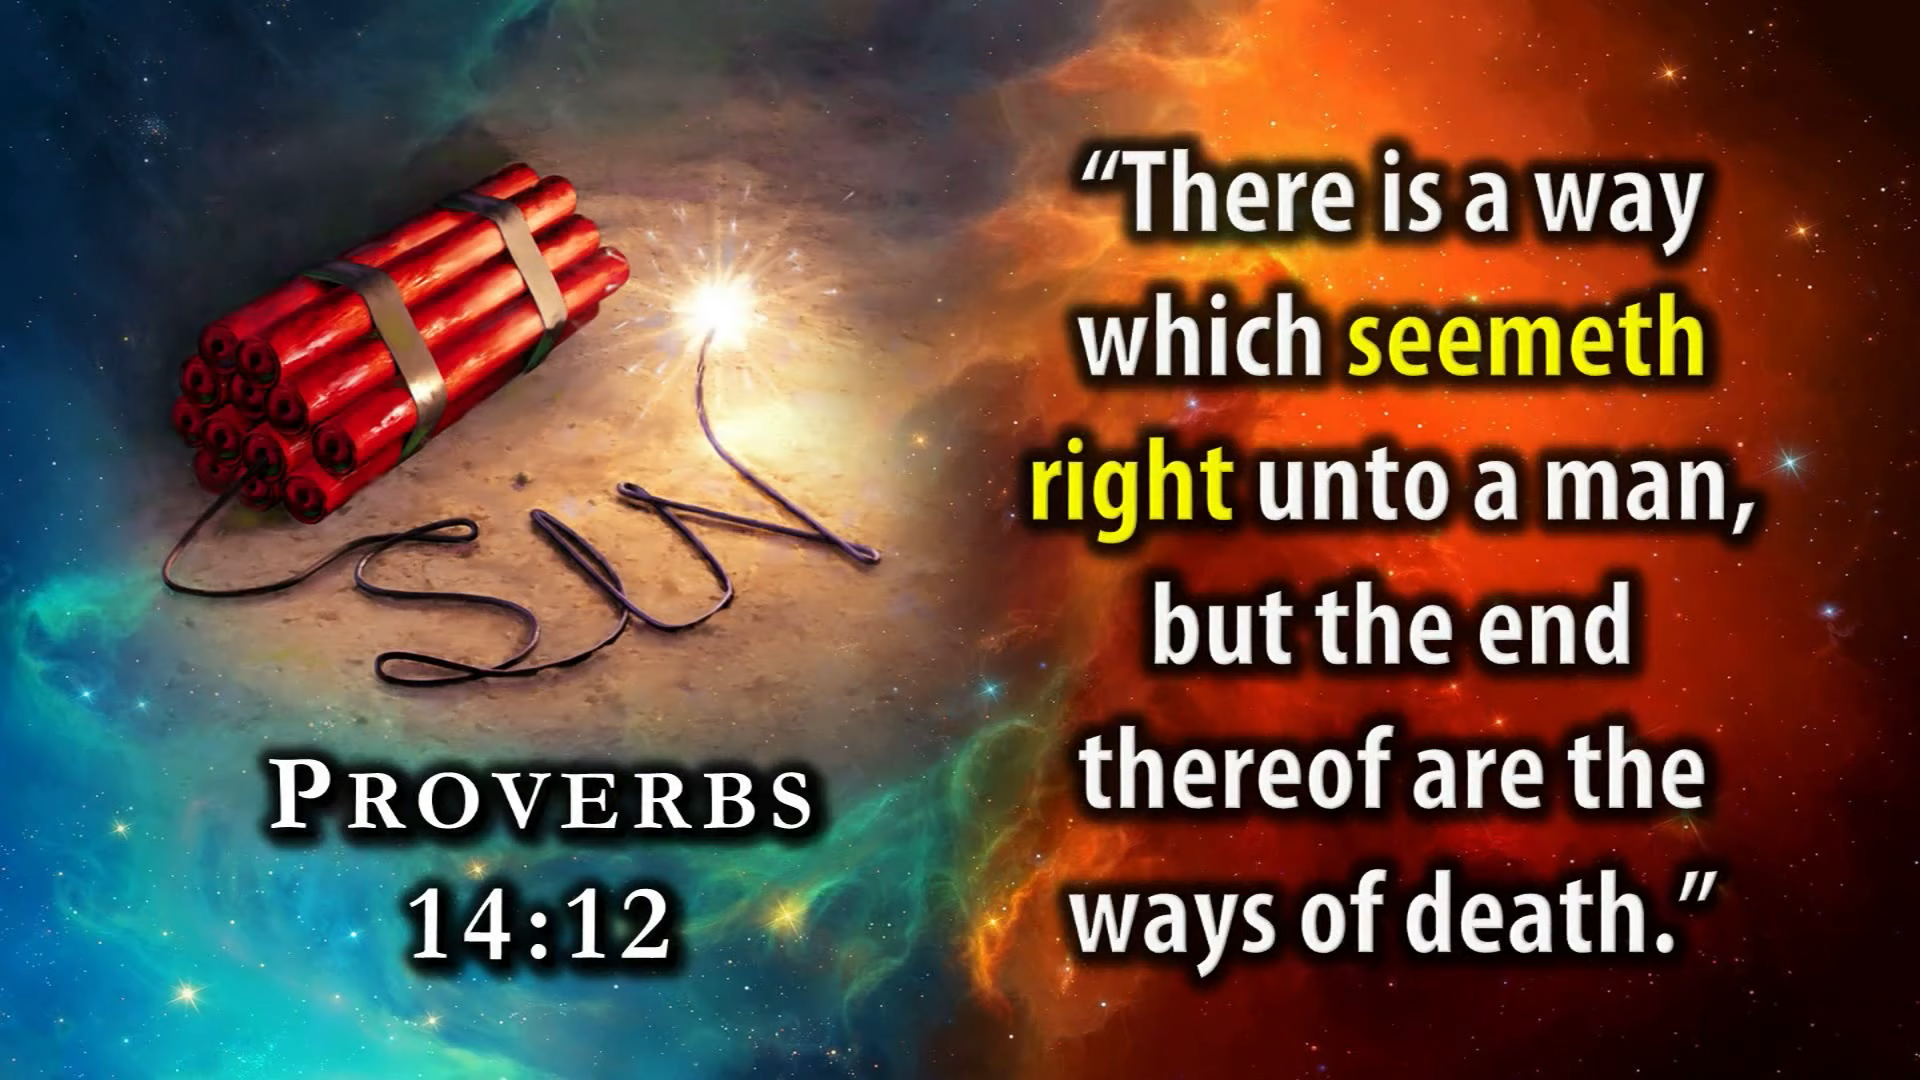 SIN
PROVERBS
14:12
“There is a way
which seemeth
right unto a man,
but the end
thereof are the
ways of death.”